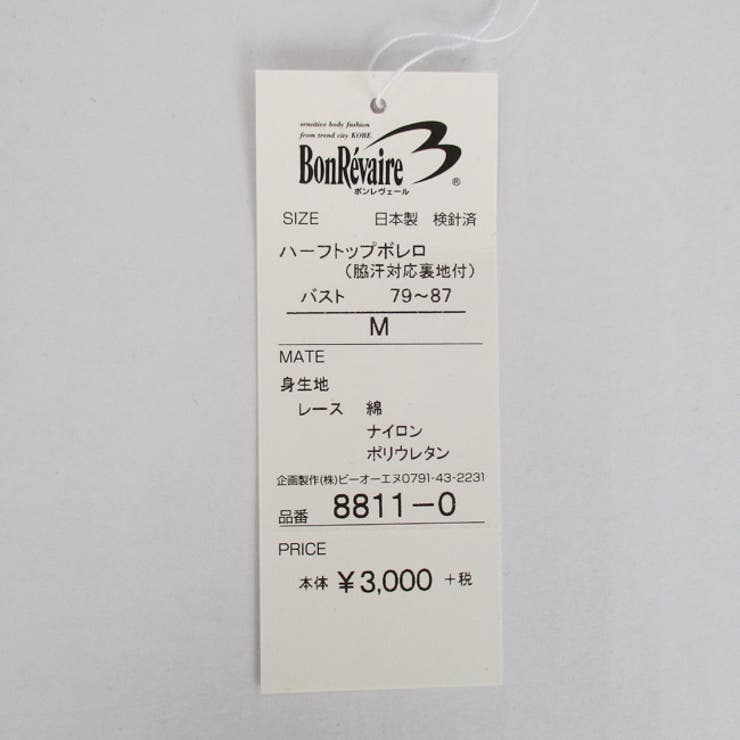 sensitive body fashion
from trend city KOBE.
BonRévaire
®
ボンレヴェール
SIZE 日本製 検針済
ハーフトップボレロ
(脇汗対応裏地付)
バスト 79~87
M
MATE
身生地
レース 綿
ナイロン
ポリウレタン
企画製作(株)ビーオーエヌ0791-43-2231
品番 8811-0
PRICE
本体 ¥3,000 +税